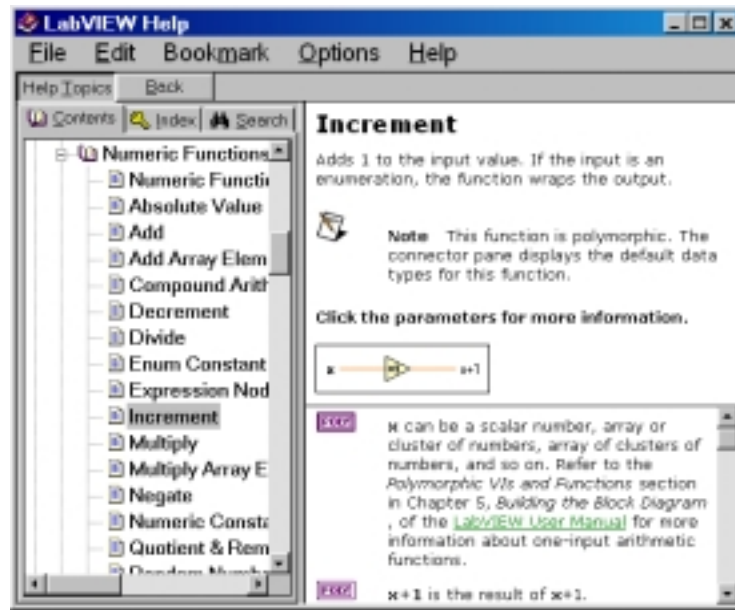 LabVIEW Help
File Edit Bookmark Options Help
Help Topics Back
Contents Index Search
Numeric Functions
Numeric Functi
Absolute Value
Add
Add Array Elem
Compound Arith
Decrement
Divide
Enum Constant
Expression Nod
Increment
Multiply
Multiply Array E
Negate
Numeric Consta
Quotient & Rem
Random Numbe
Increment
Adds 1 to the input value. If the input is an
enumeration, the function wraps the output.
Note This function is polymorphic. The
connector pane displays the default data
types for this function.
Click the parameters for more information.
x x+1
x can be a scalar number, array or
cluster of numbers, array of clusters of
numbers, and so on. Refer to the
Polymorphic VIs and Functions section
in Chapter 5, Building the Block Diagram
, of the LabVIEW User Manual for more
information about one-input arithmetic
functions.
x+1 is the result of x+1.